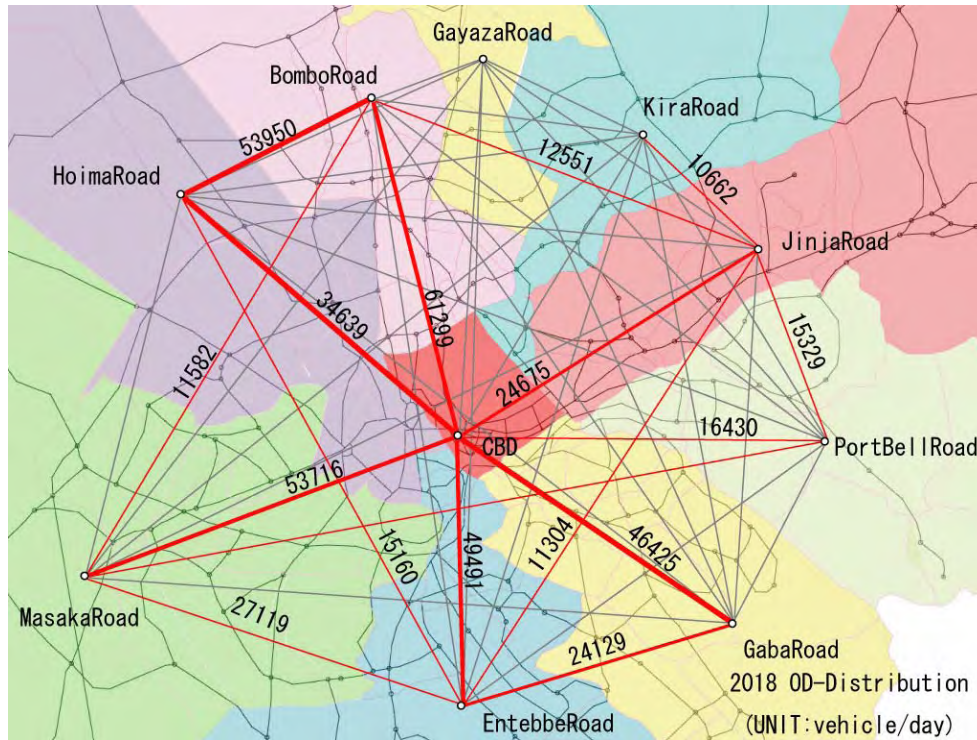 GayazaRoad
BomboRoad
KiraRoad
53950
12551
10662
HoimaRoad
JinjaRoad
34639
61299
15329
11582
24675
16430
CBD
PortBellRoad
53716
15160
49491
11304
46425
MasakaRoad
27119
24129
GabaRoad
2018 OD-Distribution
EntebbeRoad
(UNIT:vehicle/day)